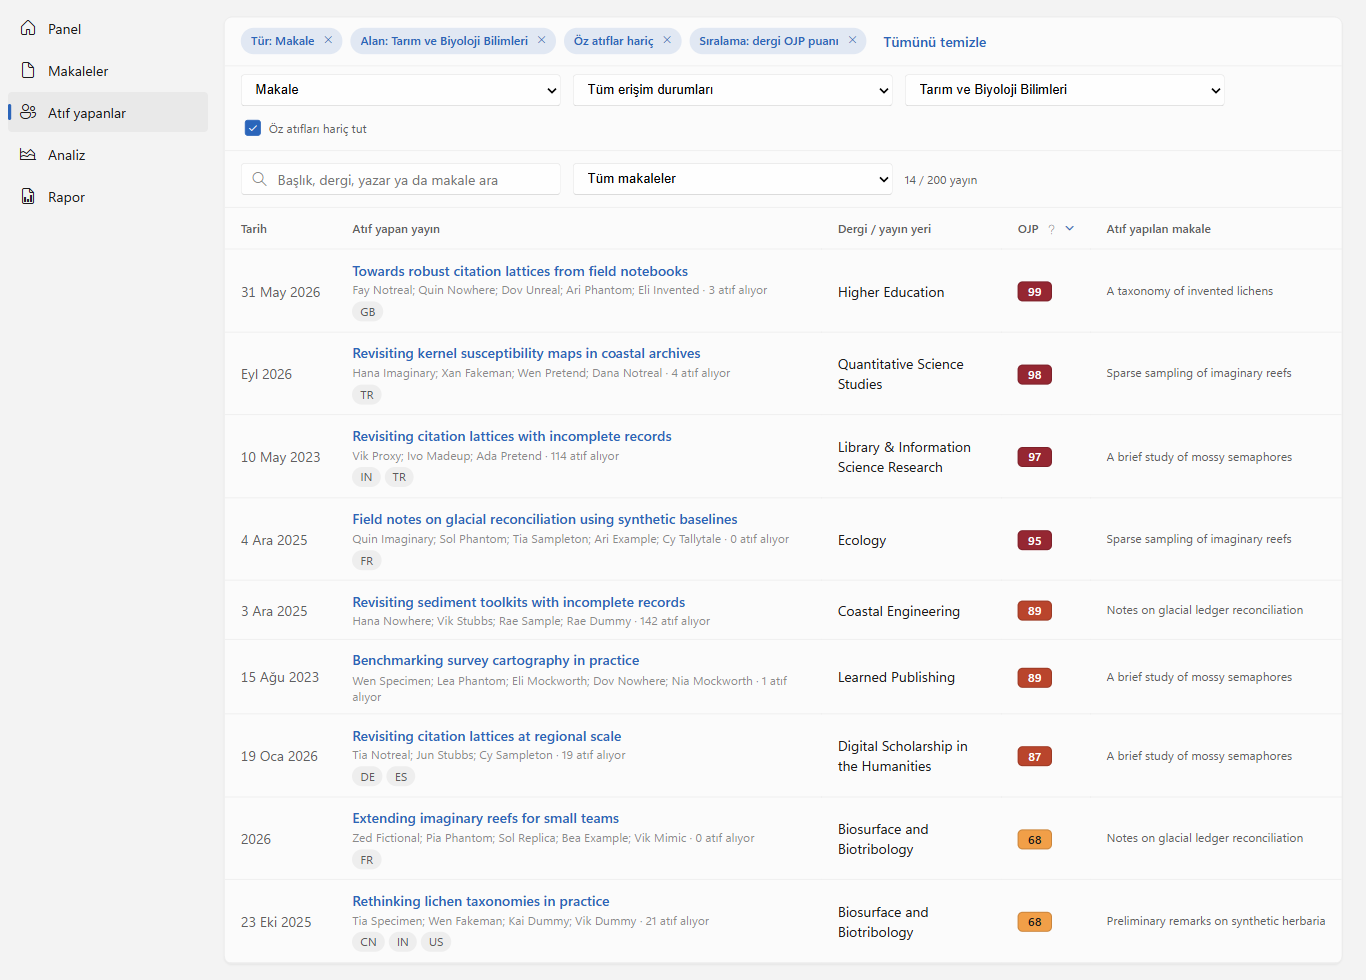 Panel
Makaleler
Atıf yapanlar
Analiz
Rapor
Tür: Makale ×
Alan: Tarım ve Biyoloji Bilimleri ×
Öz atıflar hariç ×
Sıralama: dergi OJP puanı ×
Tümünü temizle
Makale
Tüm erişim durumları
Tarım ve Biyoloji Bilimleri
Öz atıfları hariç tut
Başlık, dergi, yazar ya da makale ara
Tüm makaleler
14 / 200 yayın
Tarih
Atıf yapan yayın
Dergi / yayın yeri
OJP ?
Atıf yapılan makale
31 May 2026
Towards robust citation lattices from field notebooks
Fay Notreal; Quin Nowhere; Dov Unreal; Ari Phantom; Eli Invented · 3 atıf alıyor
GB
Higher Education
99
A taxonomy of invented lichens
Eyl 2026
Revisiting kernel susceptibility maps in coastal archives
Hana Imaginary; Xan Fakeman; Wen Pretend; Dana Notreal · 4 atıf alıyor
TR
Quantitative Science
Studies
98
Sparse sampling of imaginary reefs
10 May 2023
Revisiting citation lattices with incomplete records
Vik Proxy; Ivo Madeup; Ada Pretend · 114 atıf alıyor
IN TR
Library & Information
Science Research
97
A brief study of mossy semaphores
4 Ara 2025
Field notes on glacial reconciliation using synthetic baselines
Quin Imaginary; Sol Phantom; Tia Sampleton; Ari Example; Cy Tallytale · 0 atıf alıyor
FR
Ecology
95
Sparse sampling of imaginary reefs
3 Ara 2025
Revisiting sediment toolkits with incomplete records
Hana Nowhere; Vik Stubbs; Rae Sample; Rae Dummy · 142 atıf alıyor
Coastal Engineering
89
Notes on glacial ledger reconciliation
15 Ağu 2023
Benchmarking survey cartography in practice
Wen Specimen; Lea Phantom; Eli Mockworth; Dov Nowhere; Nia Mockworth · 1 atıf
alıyor
Learned Publishing
89
A brief study of mossy semaphores
19 Oca 2026
Revisiting citation lattices at regional scale
Tia Notreal; Jun Stubbs; Cy Sampleton · 19 atıf alıyor
DE ES
Digital Scholarship in
the Humanities
87
A brief study of mossy semaphores
2026
Extending imaginary reefs for small teams
Zed Fictional; Pia Phantom; Sol Replica; Bea Example; Vik Mimic · 0 atıf alıyor
FR
Biosurface and
Biotribology
68
Notes on glacial ledger reconciliation
23 Eki 2025
Rethinking lichen taxonomies in practice
Tia Specimen; Wen Fakeman; Kai Dummy; Vik Dummy · 21 atıf alıyor
CN IN US
Biosurface and
Biotribology
68
Preliminary remarks on synthetic herbaria